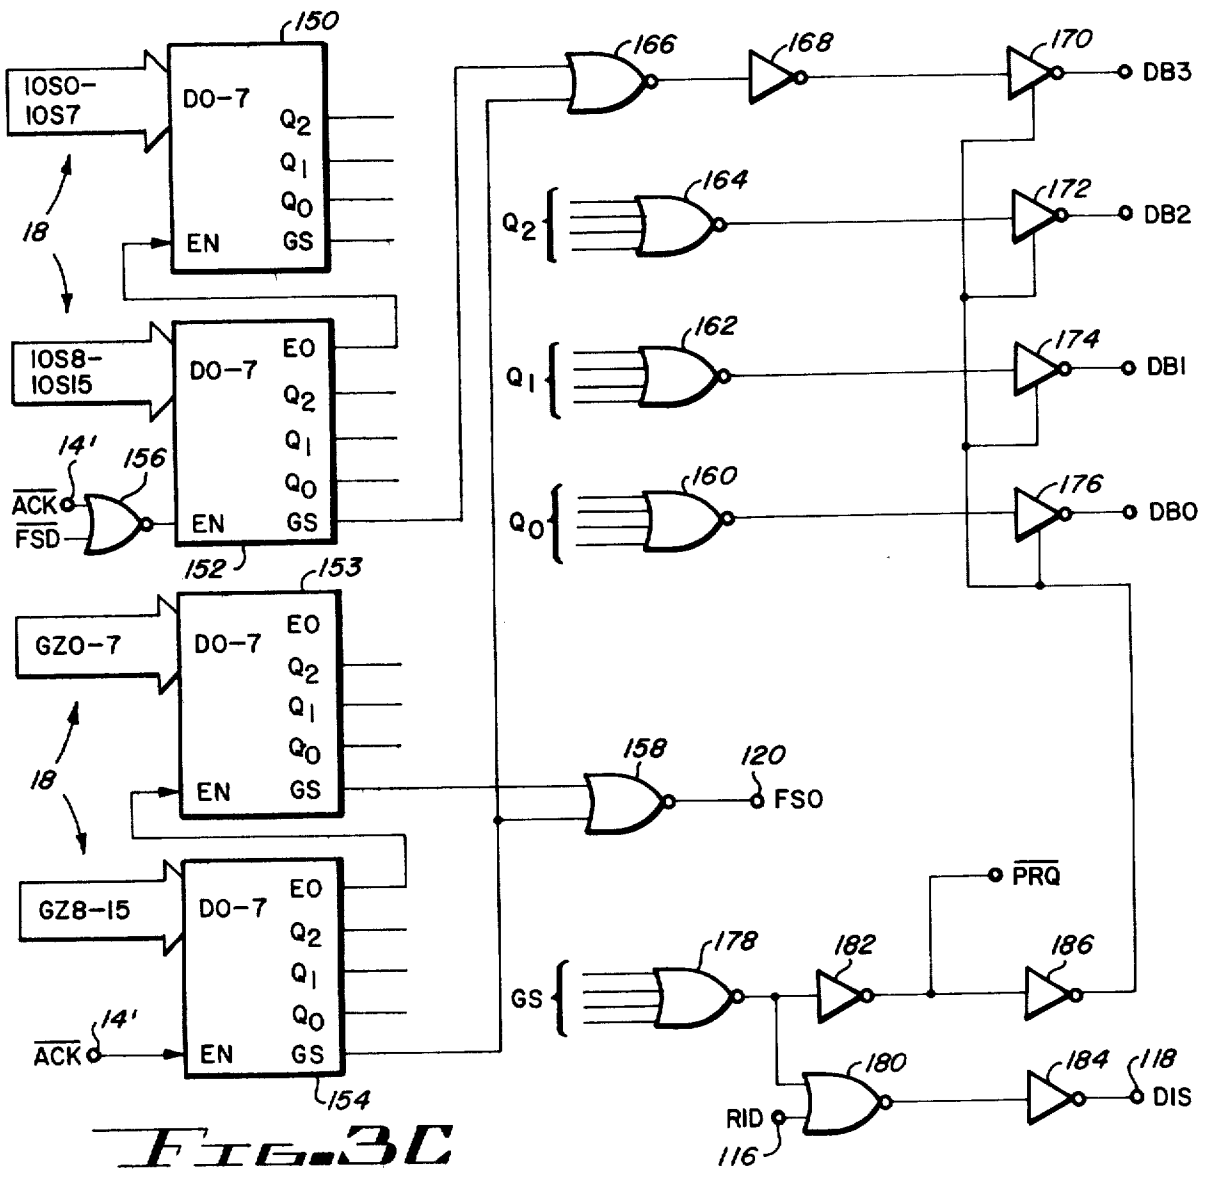 150
IOS0-
IOS7
D0-7
Q2
Q1
Q0
EN
GS
18
IOS8-
IOS15
D0-7
EO
Q2
Q1
Q0
EN
GS
152
14'
ACK
FSD
156
153
GZ0-7
D0-7
EO
Q2
Q1
Q0
EN
GS
18
GZ8-15
D0-7
EO
Q2
Q1
Q0
EN
GS
154
14'
ACK
166
168
170
DB3
Q2
164
172
DB2
Q1
162
174
DB1
Q0
160
176
DB0
158
120
FSO
PRQ
GS
178
182
186
RID
116
180
184
118
DIS
FIG. 3C